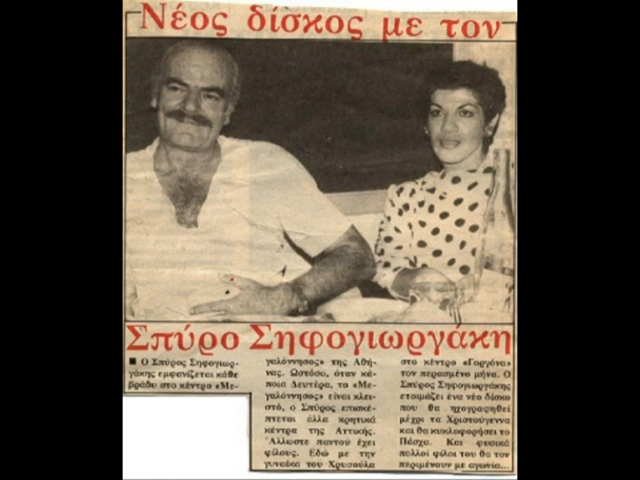 Νέος δίσκος με τον
Σπύρο Σηφογιωργάκη
■ Ο Σπύρος Σηφογιωρ-
γάκης εμφανίζεται κάθε
βράδυ στο κέντρο «Με-
γαλόννησος» της Αθή-
νας. Ωστόσο, όταν κά-
ποια Δευτέρα, το «Με-
γαλόννησος» είναι κλει-
στό, ο Σπύρος επισκέ-
πτεται άλλα κρητικά
κέντρα της Αττικής.
Άλλωστε παντού έχει
φίλους. Εδώ με την
γυναίκα του Χρυσούλα
στο κέντρο «Γοργόνα»
τον περασμένο μήνα. Ο
Σπύρος Σηφογιωργάκης
ετοιμάζει ένα νέο δίσκο
που θα ηχογραφηθεί
μέχρι τα Χριστούγεννα
και θα κυκλοφορήσει το
Πάσχα. Και φυσικά
πολλοί φίλοι του θα τον
περιμένουν με αγωνία...